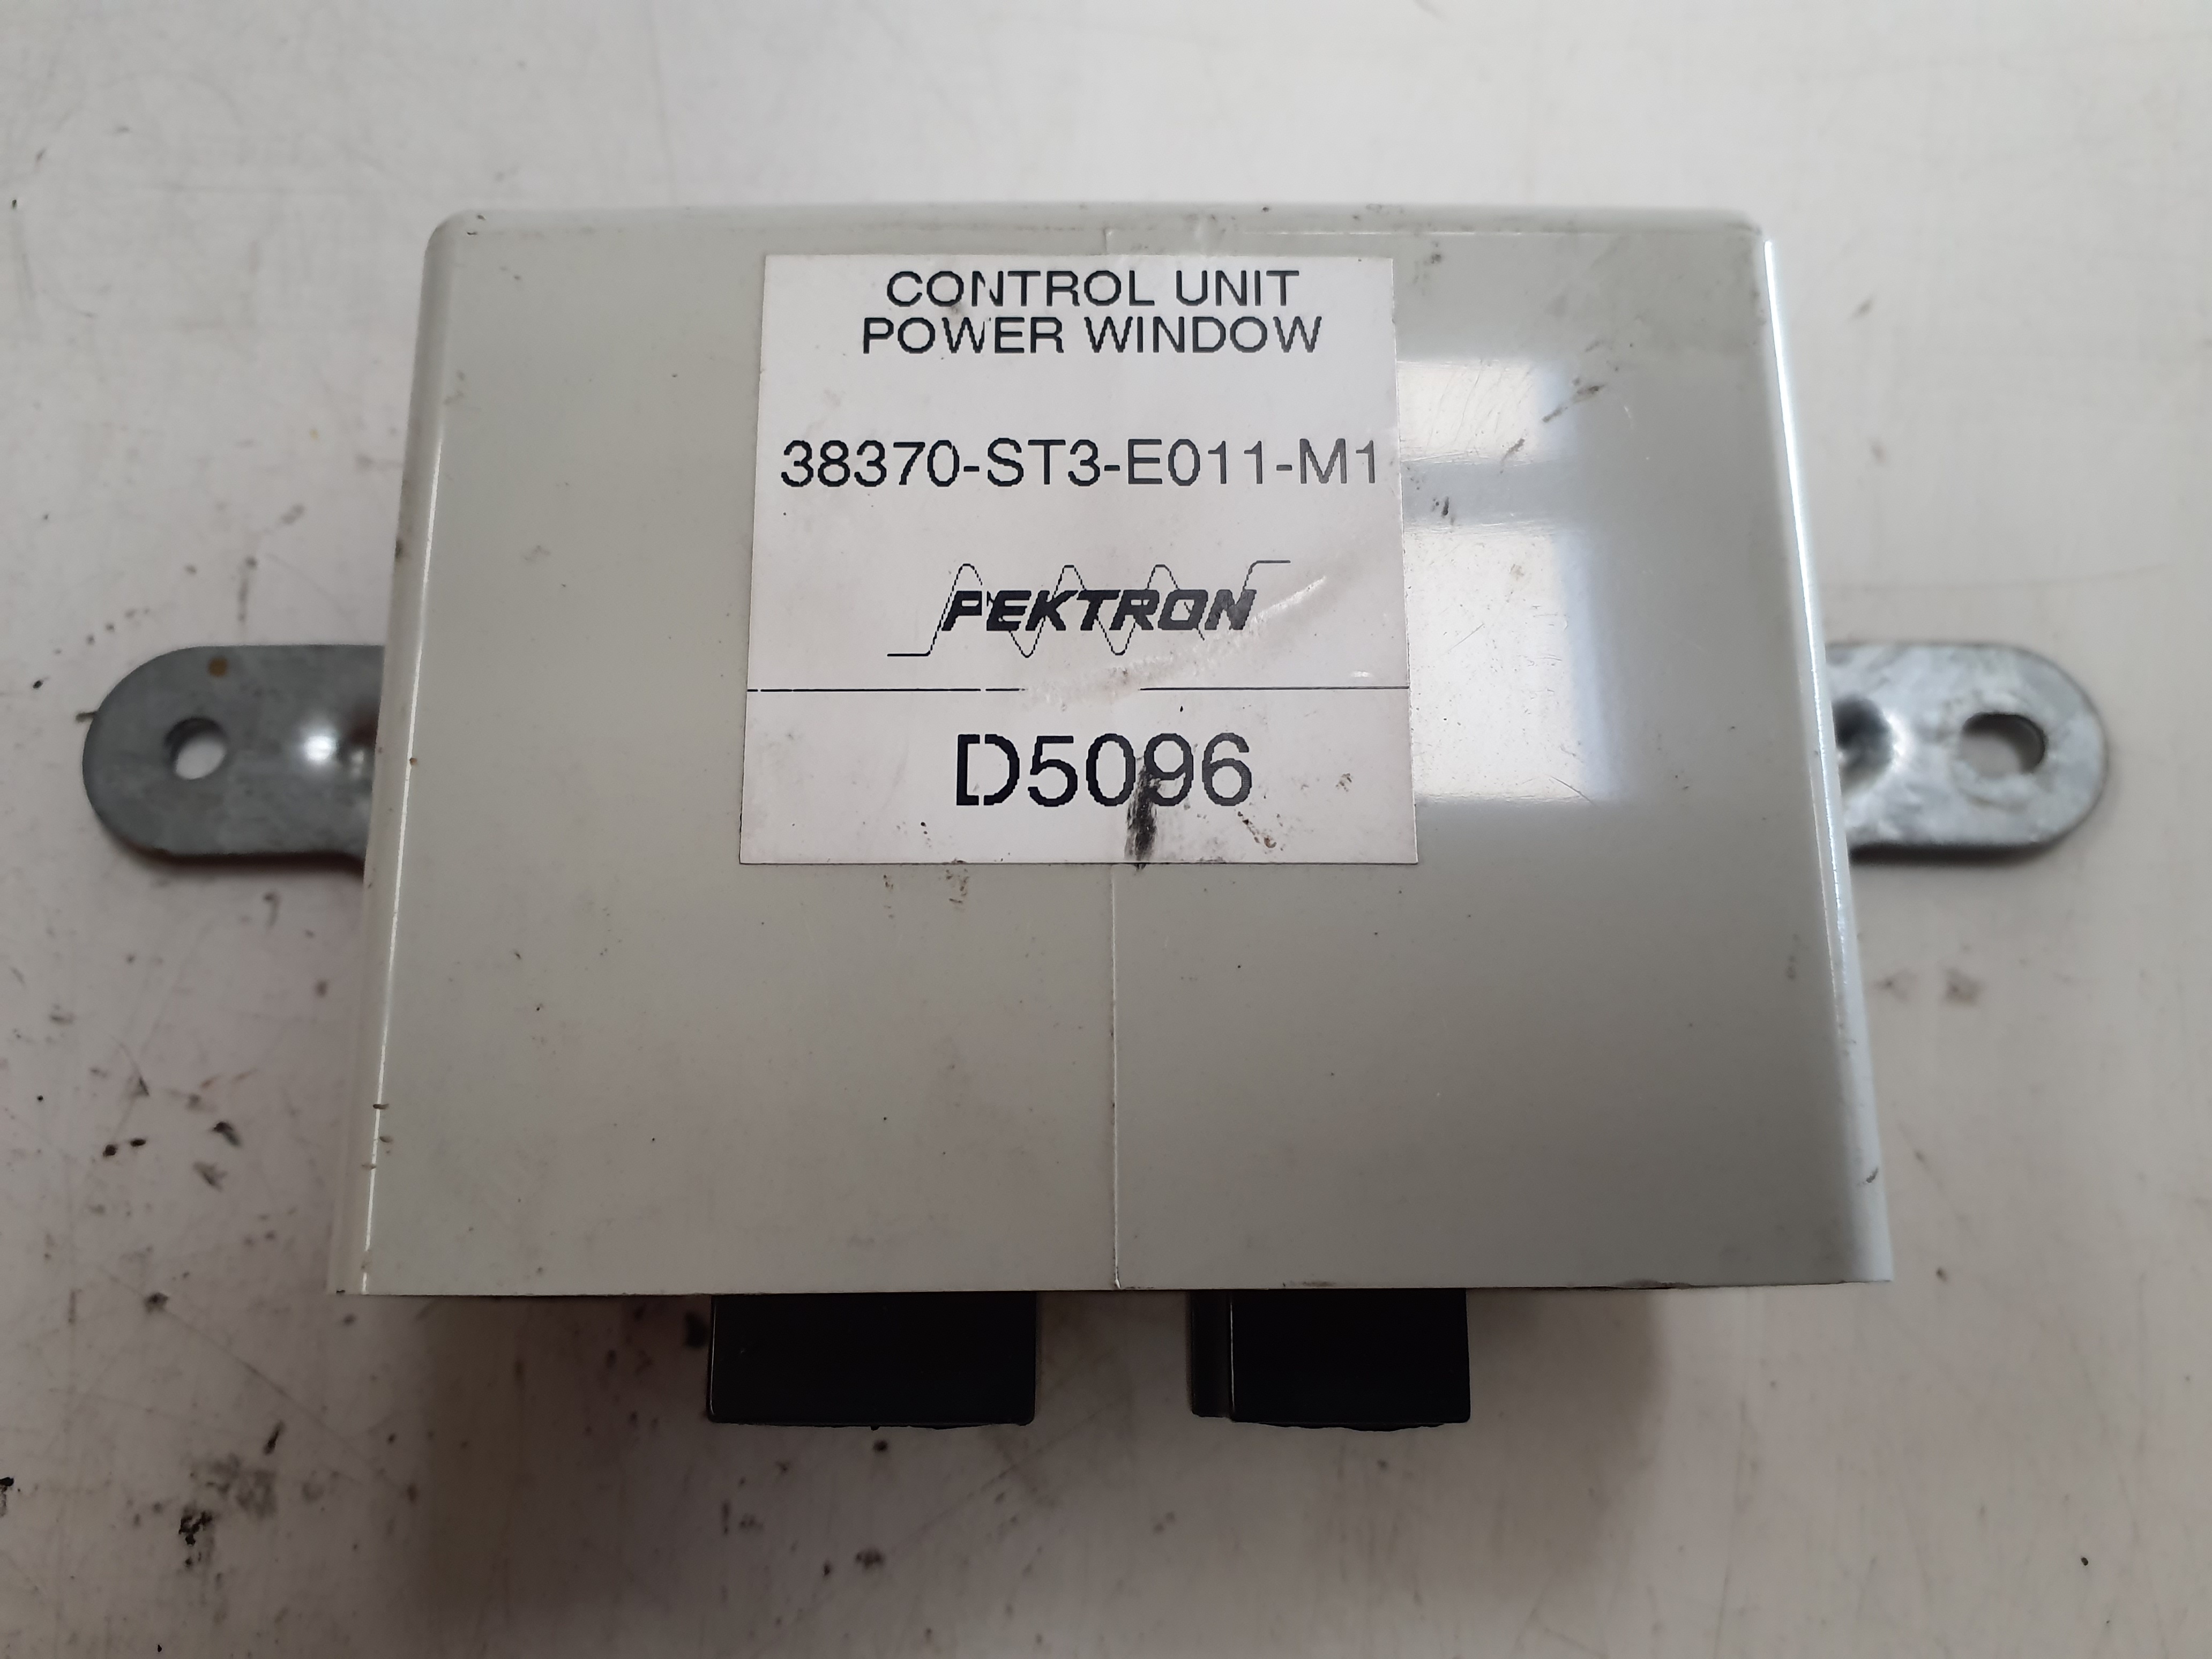 CONTROL UNIT
POWER WINDOW
38370-ST3-E011-M1
PEKTRON
D5096